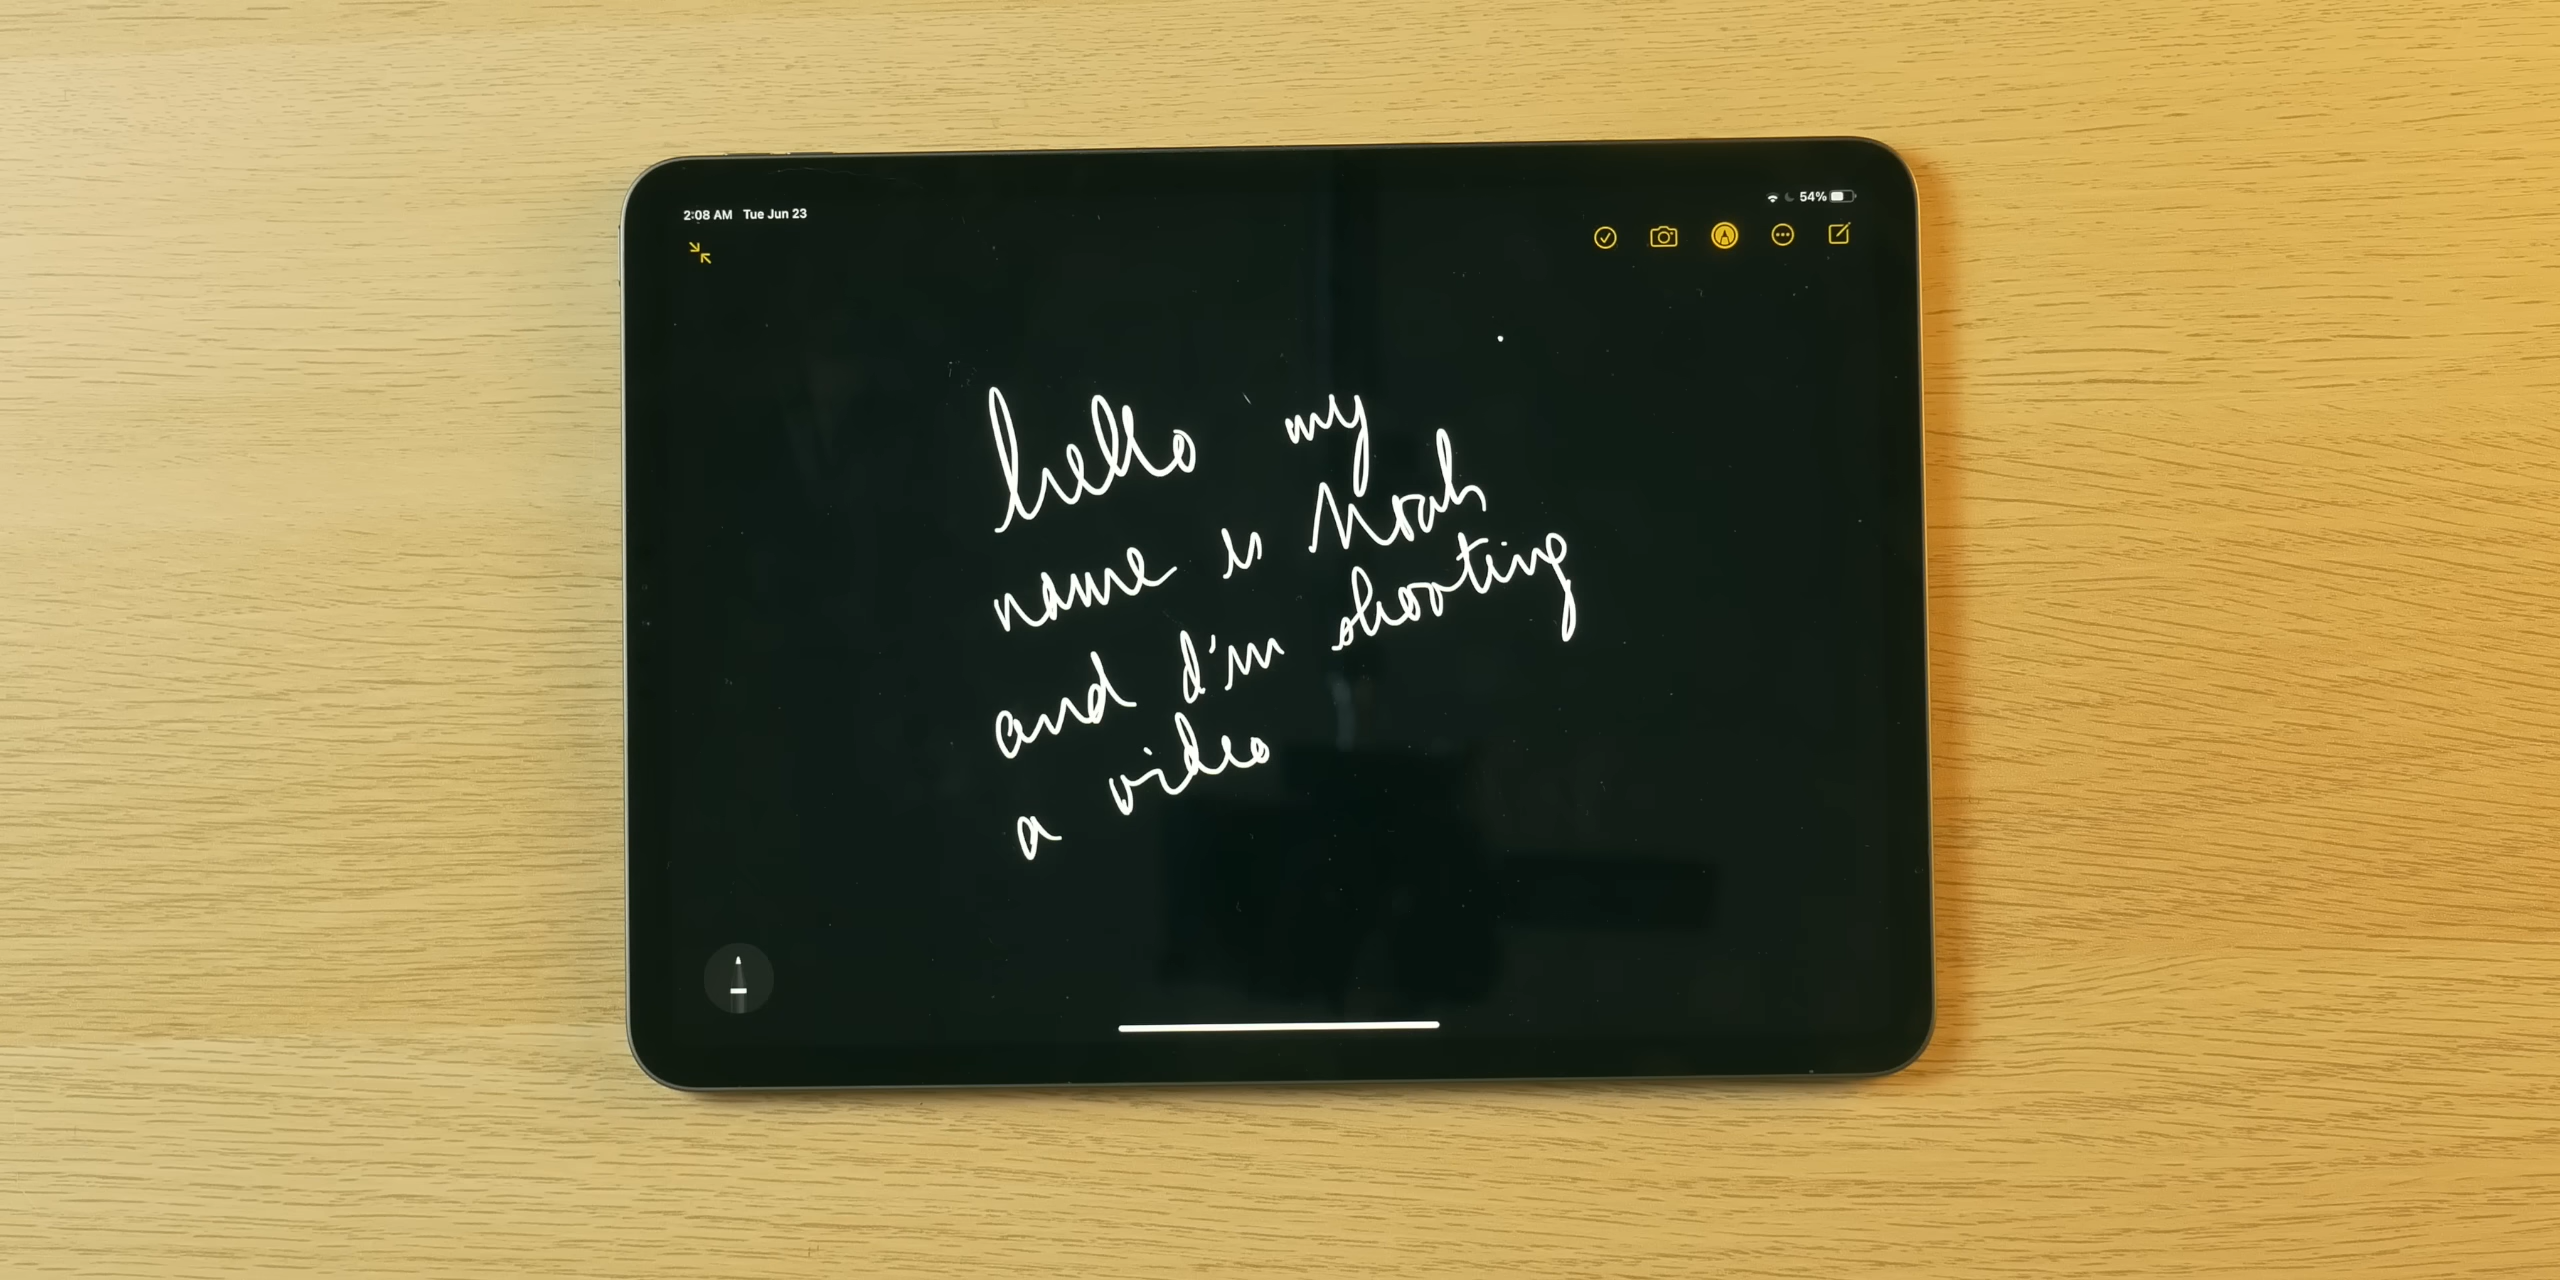 2:08 AM Tue Jun 23
54%
hello my
name is Noah
and I'm shooting
a video